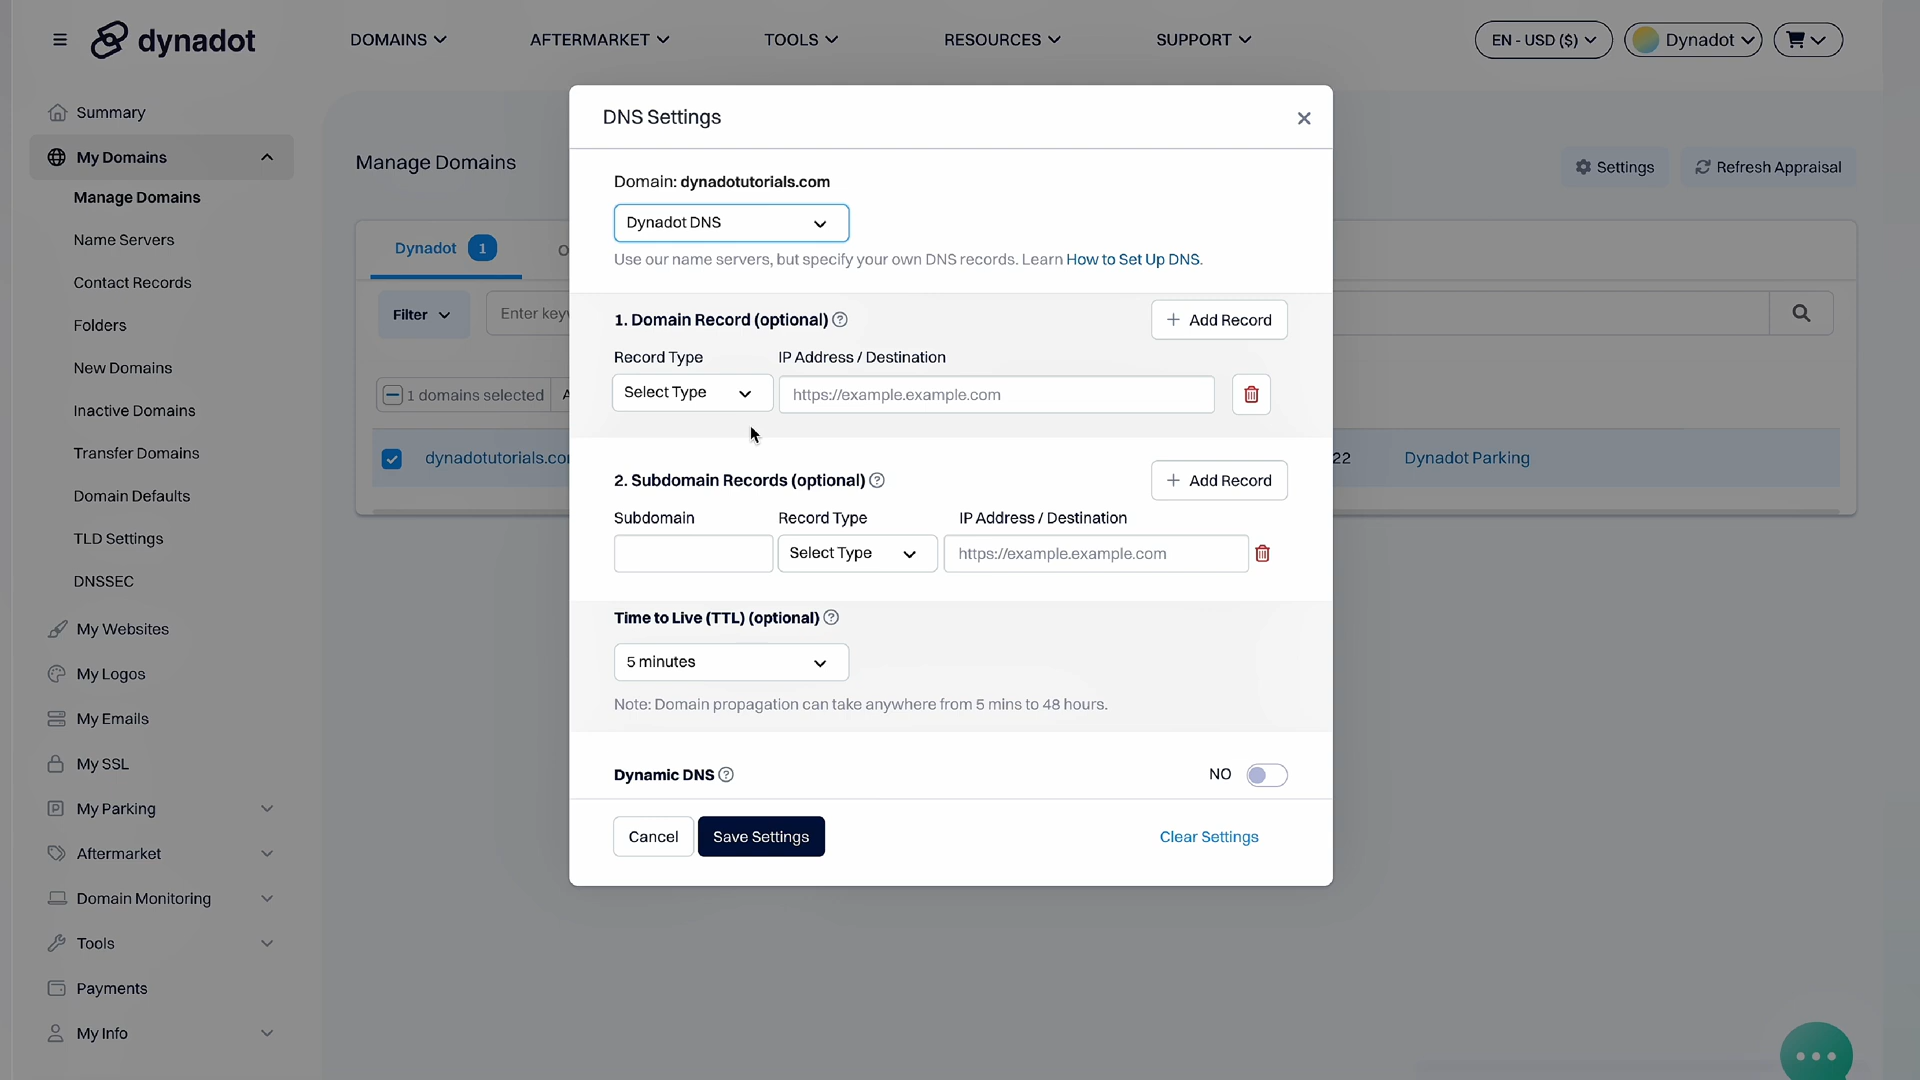 dynadot
DOMAINS
AFTERMARKET
TOOLS
RESOURCES
SUPPORT
EN - USD ($)
Dynadot
Summary
My Domains
Manage Domains
Name Servers
Contact Records
Folders
New Domains
Inactive Domains
Transfer Domains
Domain Defaults
TLD Settings
DNSSEC
My Websites
My Logos
My Emails
My SSL
My Parking
Aftermarket
Domain Monitoring
Tools
Payments
My Info
Manage Domains
Settings
Refresh Appraisal
Dynadot 1
Filter
1 domains selected
22
Dynadot Parking
DNS Settings
Domain: dynadotutorials.com
Dynadot DNS
Use our name servers, but specify your own DNS records. Learn How to Set Up DNS.
1. Domain Record (optional) ?
+ Add Record
Record Type IP Address / Destination
Select Type https://example.example.com
2. Subdomain Records (optional) ?
+ Add Record
Subdomain Record Type IP Address / Destination
Select Type https://example.example.com
Time to Live (TTL) (optional) ?
5 minutes
Note: Domain propagation can take anywhere from 5 mins to 48 hours.
Dynamic DNS ? NO
Cancel Save Settings Clear Settings